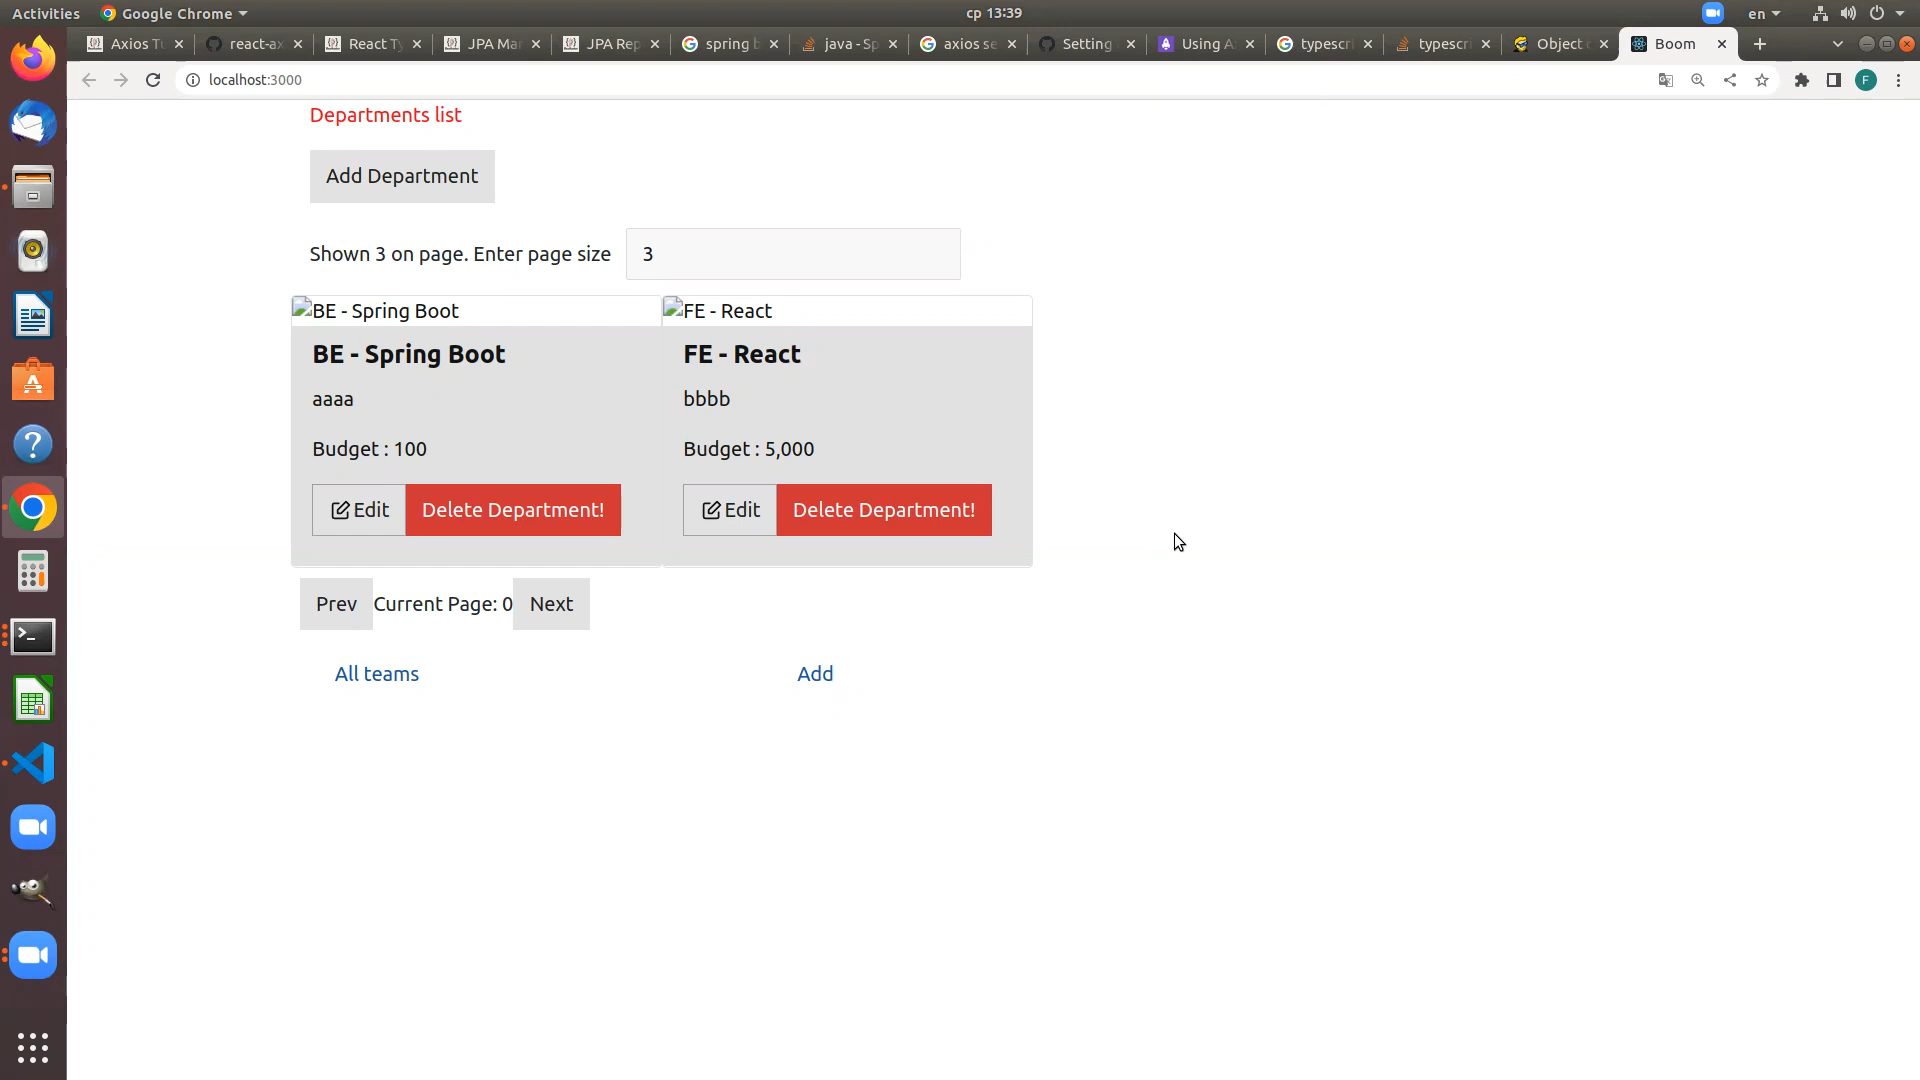 Activities Google Chrome ср 13:39 en
Axios Tu react-ax React Ty JPA Mar JPA Rep spring b java - Sp axios se Setting Using A typescri typescri Object Boom
localhost:3000 F
Departments list
Add Department
Shown 3 on page. Enter page size 3
BE - Spring Boot FE - React
BE - Spring Boot FE - React
aaaa bbbb
Budget : 100 Budget : 5,000
Edit Delete Department! Edit Delete Department!
Prev Current Page: 0 Next
All teams Add